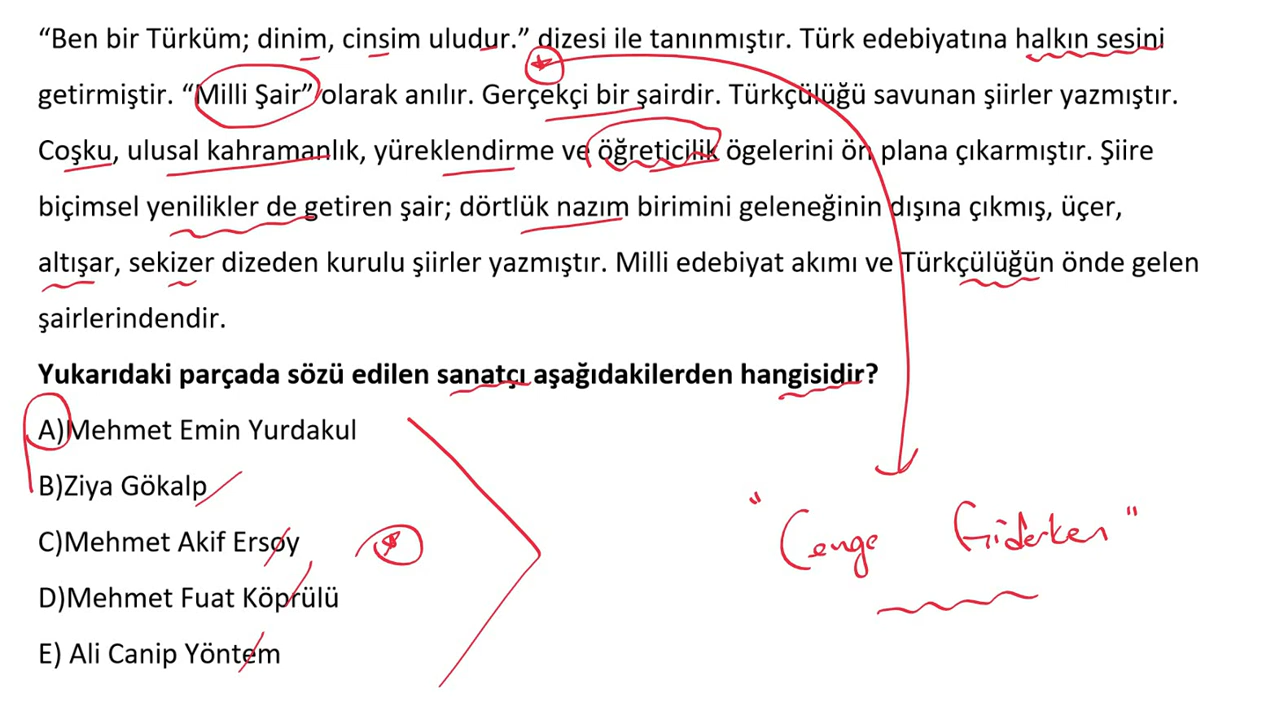 “Ben bir Türküm; dinim, cinsim uludur.” dizesi ile tanınmıştır. Türk edebiyatına halkın sesini
getirmiştir. “Milli Şair” olarak anılır. Gerçekçi bir şairdir. Türkçülüğü savunan şiirler yazmıştır.
Coşku, ulusal kahramanlık, yüreklendirme ve öğreticilik ögelerini ön plana çıkarmıştır. Şiire
biçimsel yenilikler de getiren şair; dörtlük nazım birimini geleneğinin dışına çıkmış, üçer,
altışar, sekizer dizeden kurulu şiirler yazmıştır. Milli edebiyat akımı ve Türkçülüğün önde gelen
şairlerindendir.
Yukarıdaki parçada sözü edilen sanatçı aşağıdakilerden hangisidir?
A)Mehmet Emin Yurdakul
B)Ziya Gökalp
C)Mehmet Akif Ersoy
D)Mehmet Fuat Köprülü
E) Ali Canip Yöntem
"Cenge Giderken"